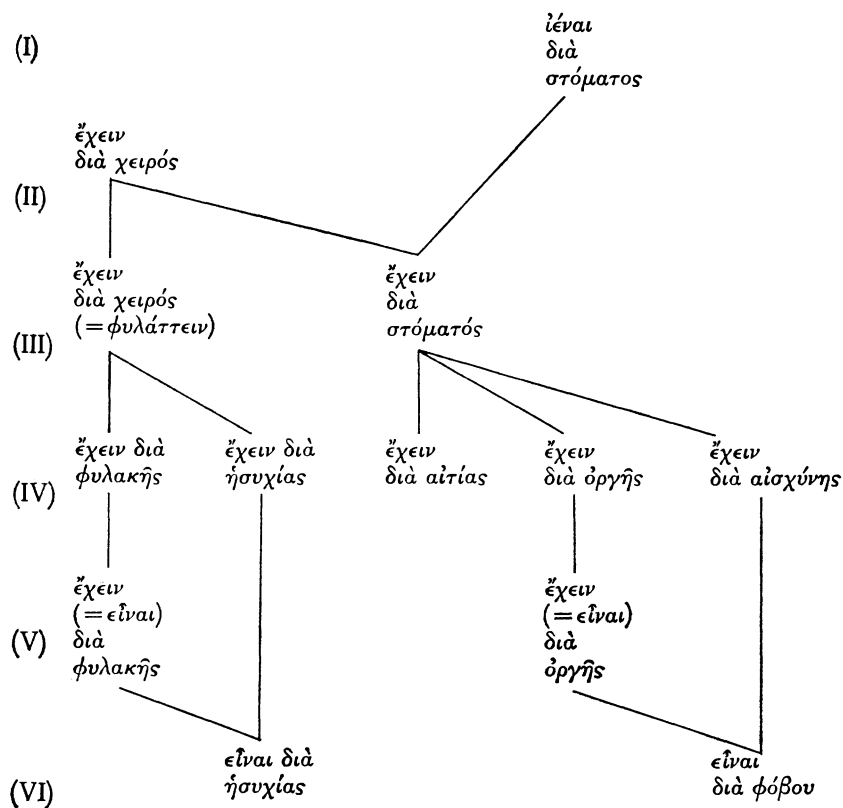 (I)
ἰέναι
διὰ
στόματος
ἔχειν
διὰ χειρός
(II)
ἔχειν
διὰ χειρός
(=φυλάττειν)
ἔχειν
διὰ
στόματός
(III)
ἔχειν διὰ
φυλακῆς
ἔχειν διὰ
ἡσυχίας
ἔχειν
διὰ αἰτίας
ἔχειν
διὰ ὀργῆς
ἔχειν
διὰ αἰσχύνης
(IV)
ἔχειν
(=εἶναι)
διὰ
φυλακῆς
ἔχειν
(=εἶναι)
διὰ
ὀργῆς
(V)
εἶναι διὰ
ἡσυχίας
εἶναι
διὰ φόβου
(VI)